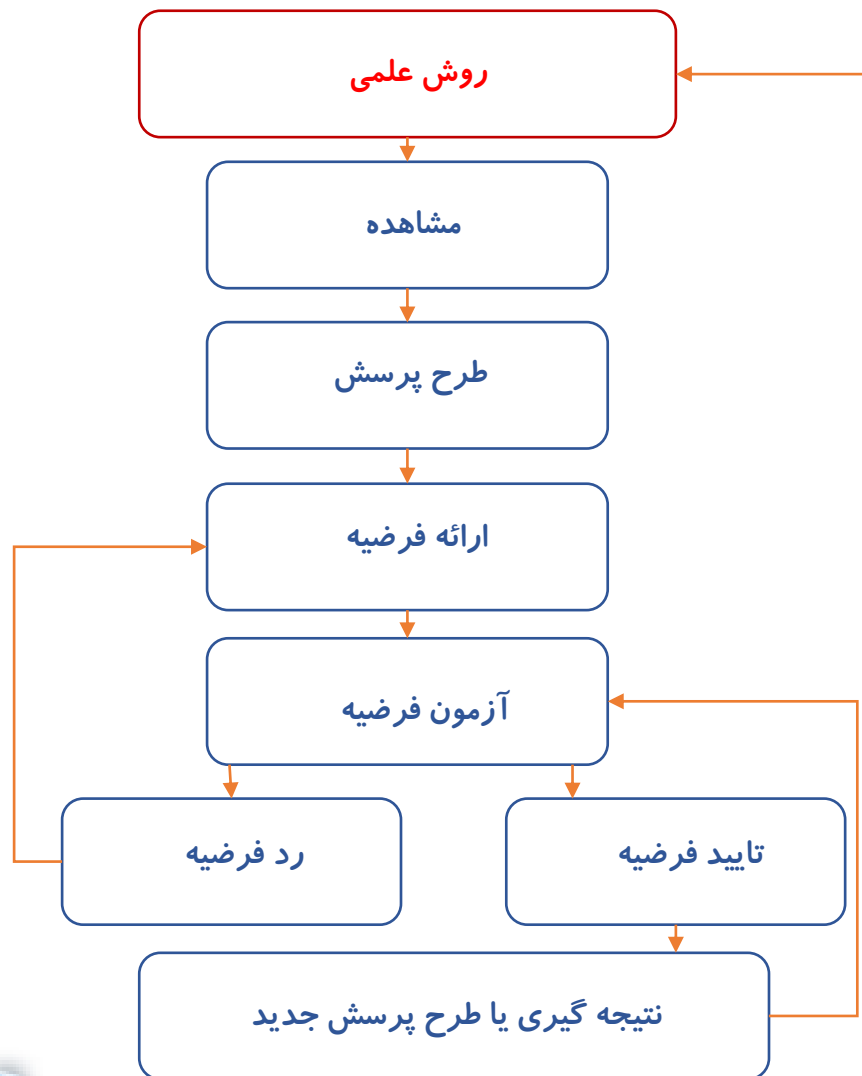 روش علمی
مشاهده
طرح پرسش
ارائه فرضیه
آزمون فرضیه
تایید فرضیه
رد فرضیه
نتیجه گیری یا طرح پرسش جدید